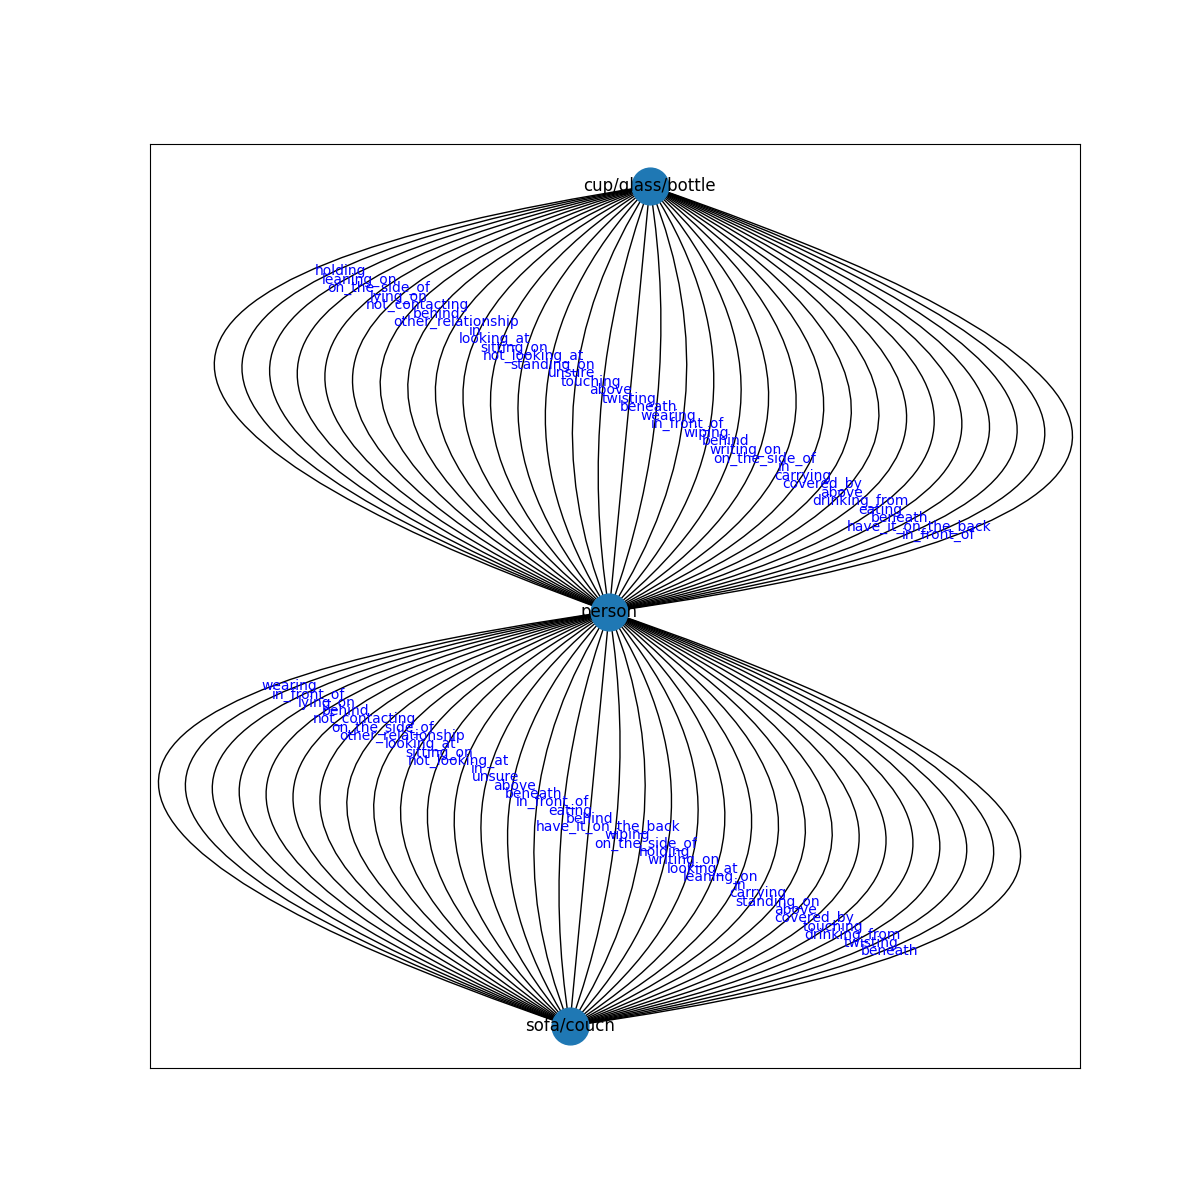 cup/glass/bottle
holding
leaning_on
on_the_side_of
lying_on
not_contacting
behind
other_relationship
in
looking_at
sitting_on
not_looking_at
standing_on
unsure
touching
above
twisting
beneath
wearing
in_front_of
wiping
behind
writing_on
on_the_side_of
in
carrying
covered_by
above
drinking_from
eating
beneath
have_it_on_the_back
in_front_of
person
wearing
in_front_of
lying_on
behind
not_contacting
on_the_side_of
other_relationship
looking_at
sitting_on
not_looking_at
in
unsure
above
beneath
in_front_of
eating
behind
have_it_on_the_back
wiping
on_the_side_of
holding
writing_on
looking_at
leaning_on
in
carrying
standing_on
above
covered_by
touching
drinking_from
twisting
beneath
sofa/couch